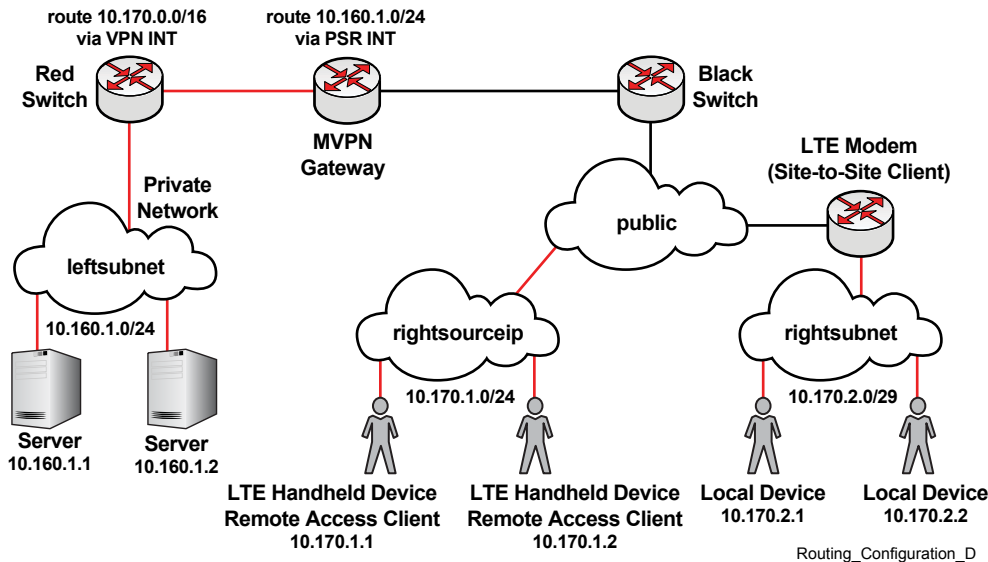 route 10.170.0.0/16
via VPN INT
route 10.160.1.0/24
via PSR INT
Red
Switch
MVPN
Gateway
Black
Switch
LTE Modem
(Site-to-Site Client)
Private
Network
public
leftsubnet
10.160.1.0/24
rightsourceip
10.170.1.0/24
rightsubnet
10.170.2.0/29
Server
10.160.1.1
Server
10.160.1.2
LTE Handheld Device
Remote Access Client
10.170.1.1
LTE Handheld Device
Remote Access Client
10.170.1.2
Local Device
10.170.2.1
Local Device
10.170.2.2
Routing_Configuration_D